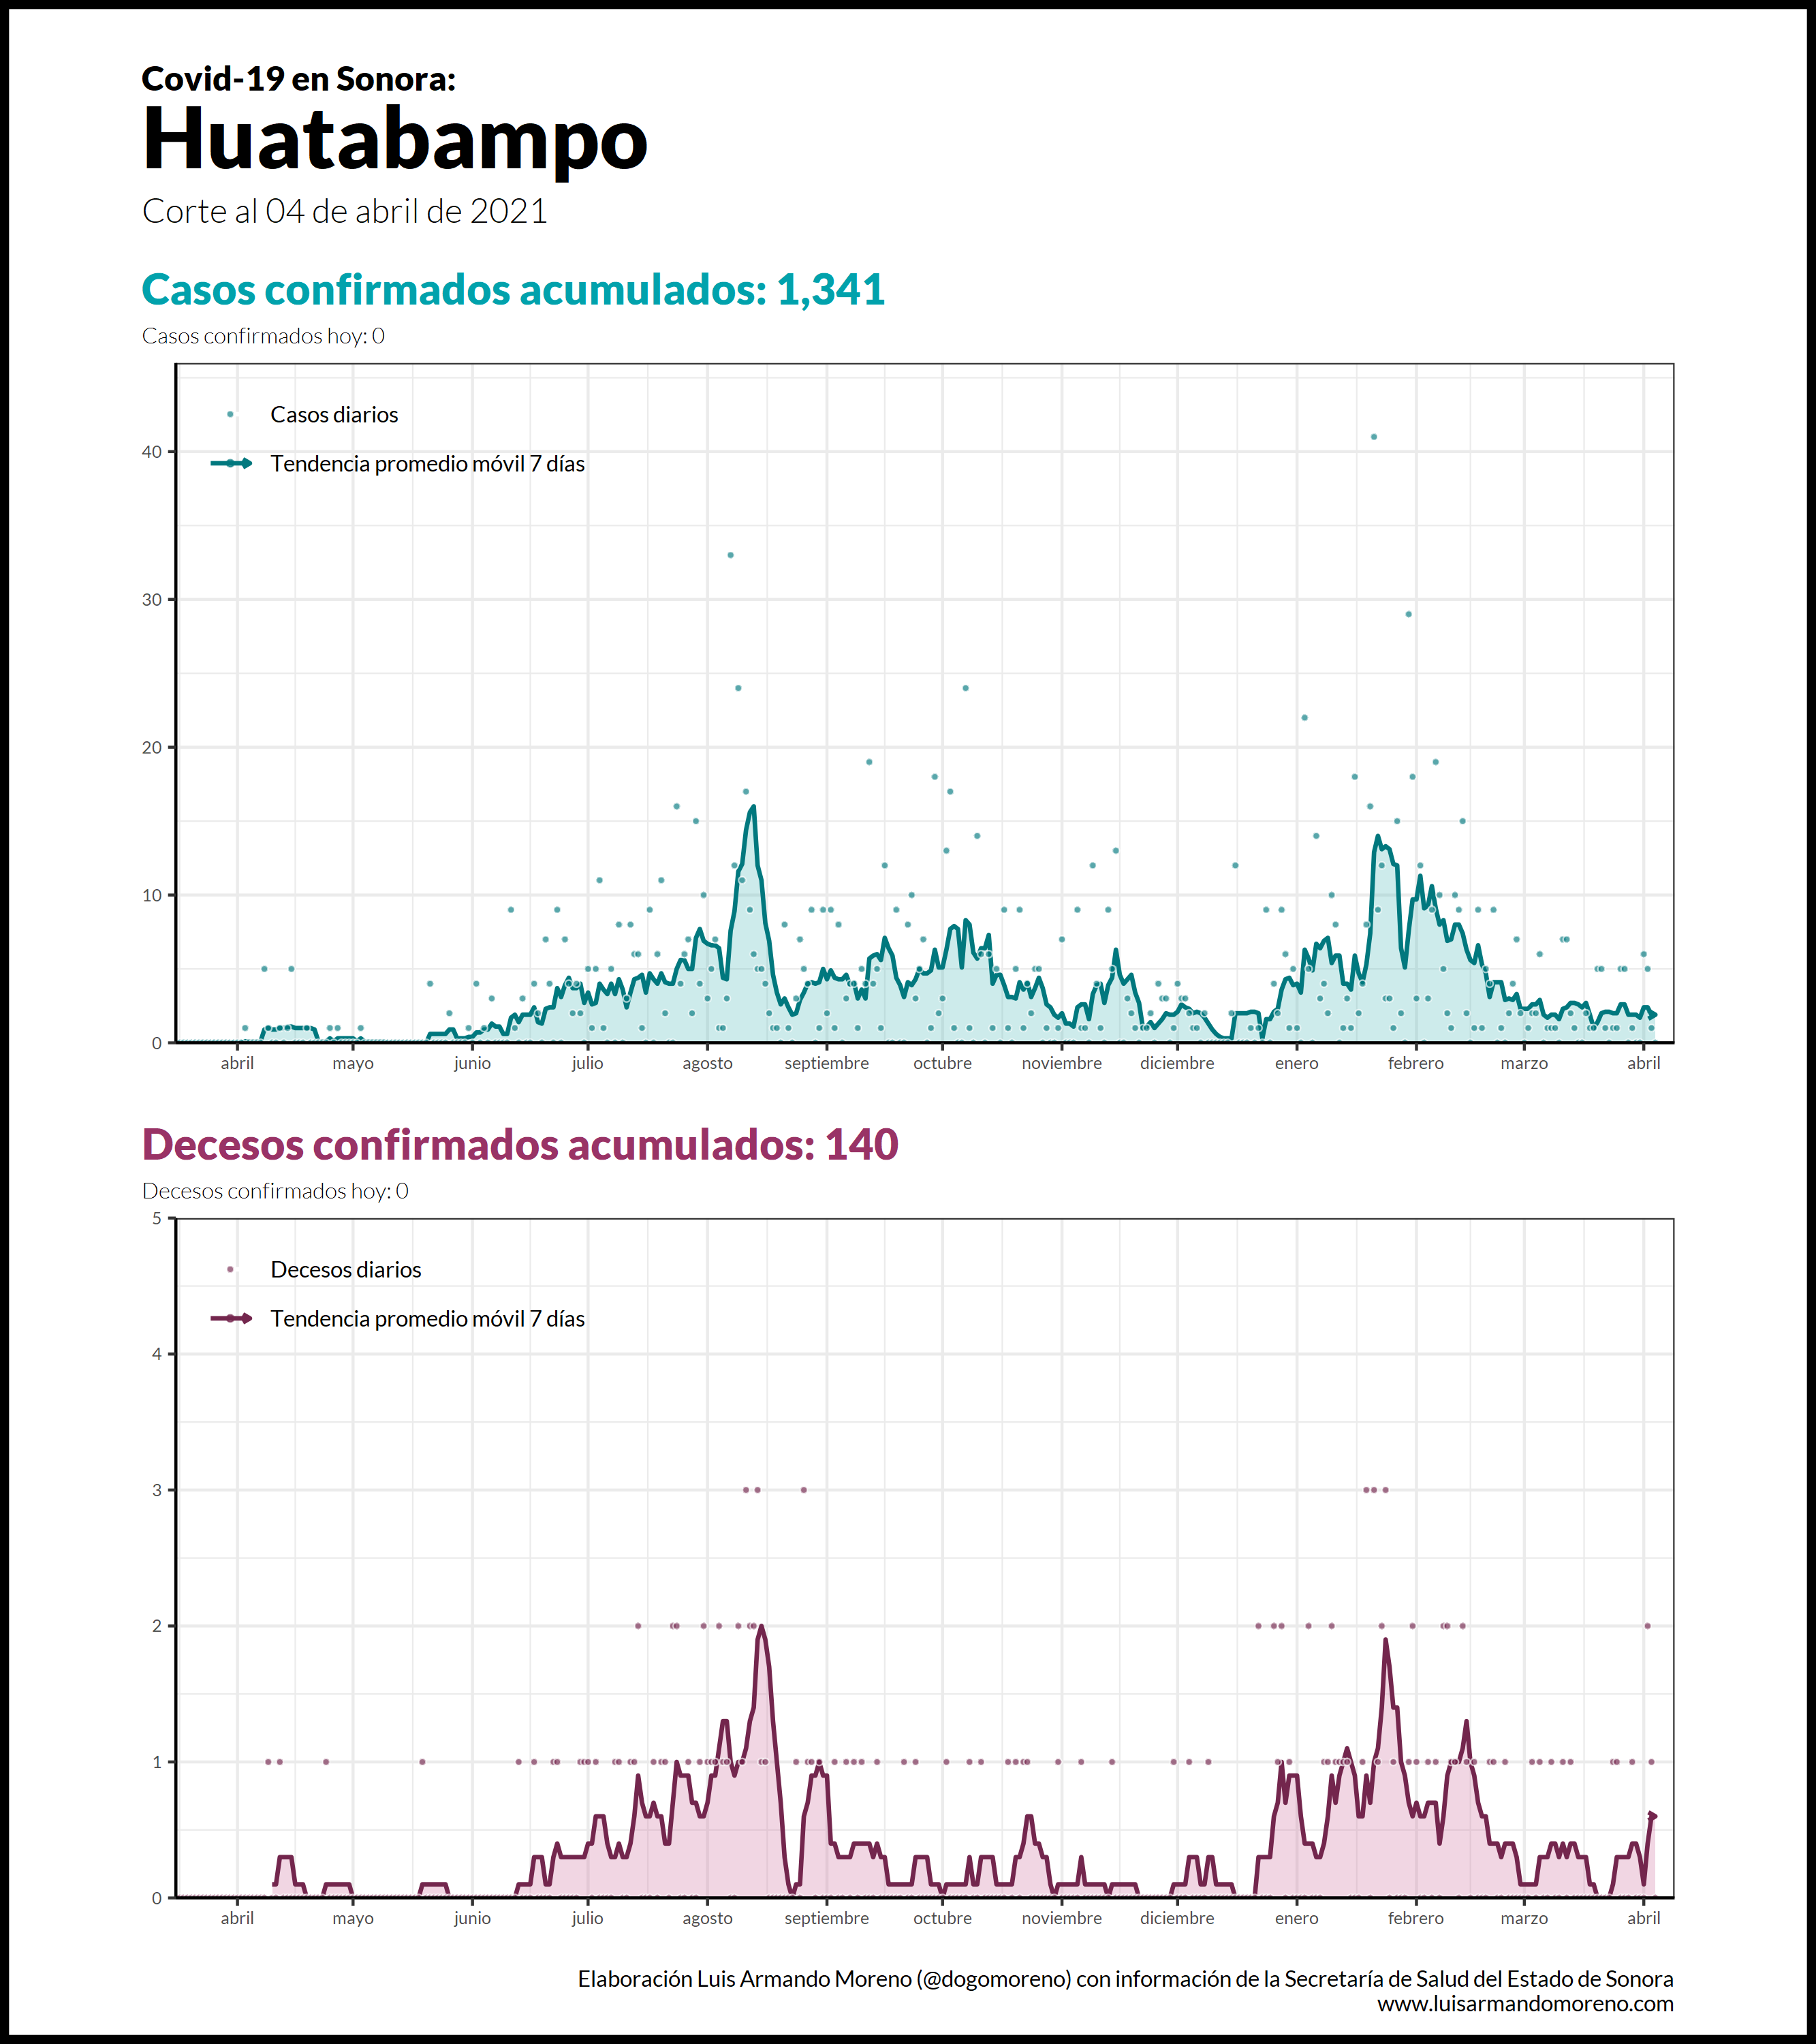 Covid-19 en Sonora:
Huatabampo
Corte al 04 de abril de 2021
Casos confirmados acumulados: 1,341
Casos confirmados hoy: 0
Casos diarios
Tendencia promedio móvil 7 días
40
30
20
10
0
abril mayo junio julio agosto septiembre octubre noviembre diciembre enero febrero marzo abril
Decesos confirmados acumulados: 140
Decesos confirmados hoy: 0
5
Decesos diarios
Tendencia promedio móvil 7 días
4
3
2
1
0
abril mayo junio julio agosto septiembre octubre noviembre diciembre enero febrero marzo abril
Elaboración Luis Armando Moreno (@dogomoreno) con información de la Secretaría de Salud del Estado de Sonora
www.luisarmandomoreno.com